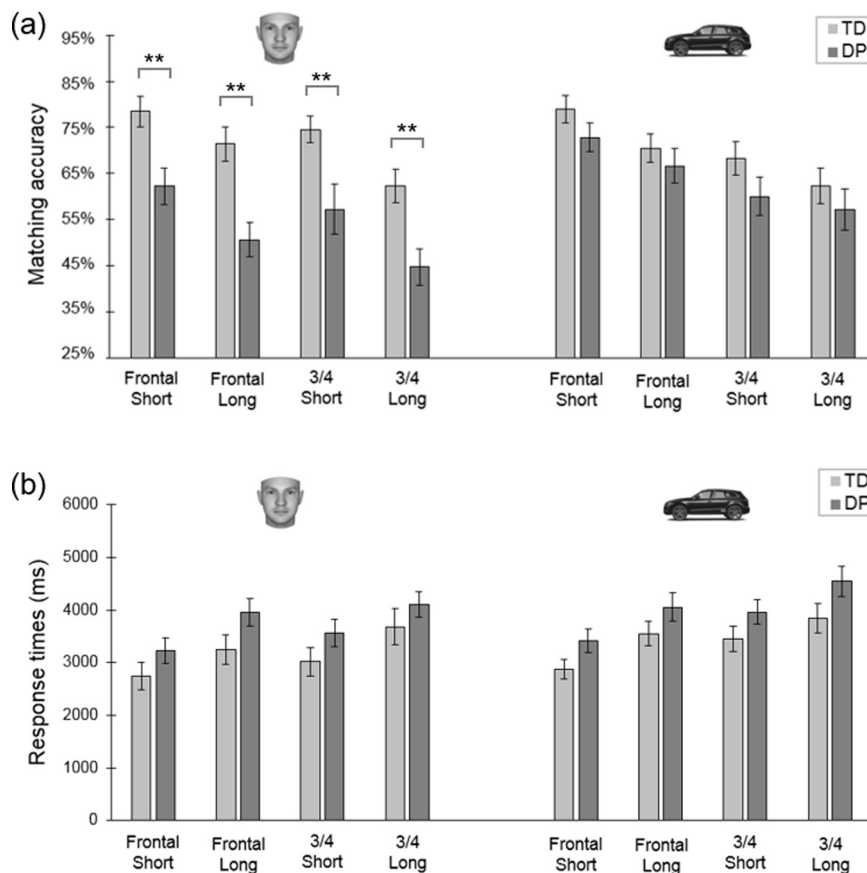 (a)
95%
85%
75%
65%
55%
45%
35%
25%
Matching accuracy
** ** ** **
TD
DP
Frontal Short
Frontal Long
3/4 Short
3/4 Long
Frontal Short
Frontal Long
3/4 Short
3/4 Long
(b)
6000
5000
4000
3000
2000
1000
0
Response times (ms)
TD
DP
Frontal Short
Frontal Long
3/4 Short
3/4 Long
Frontal Short
Frontal Long
3/4 Short
3/4 Long